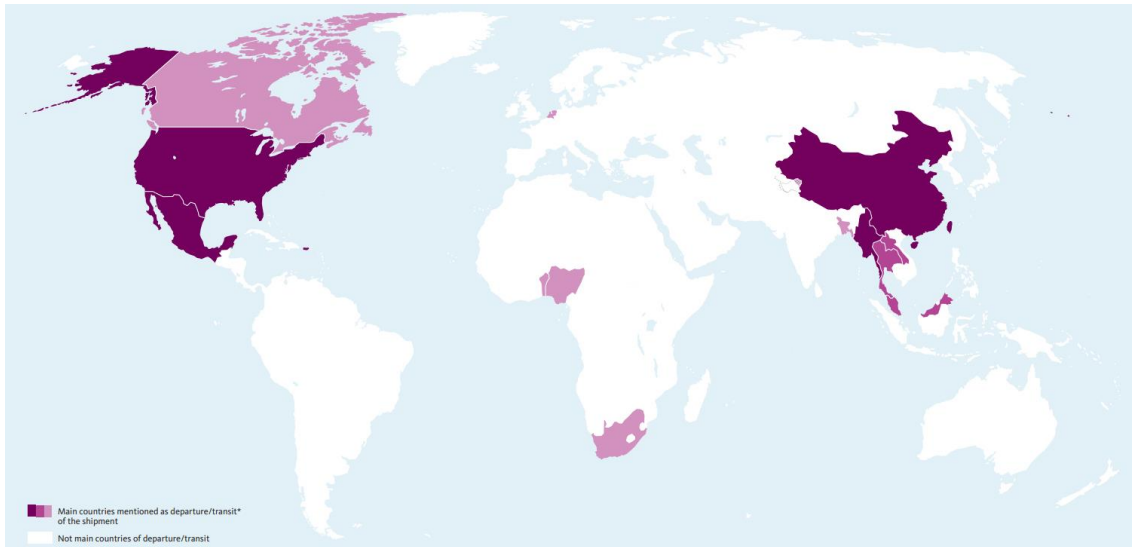 Main countries mentioned as departure/transit*
of the shipment
Not main countries of departure/transit